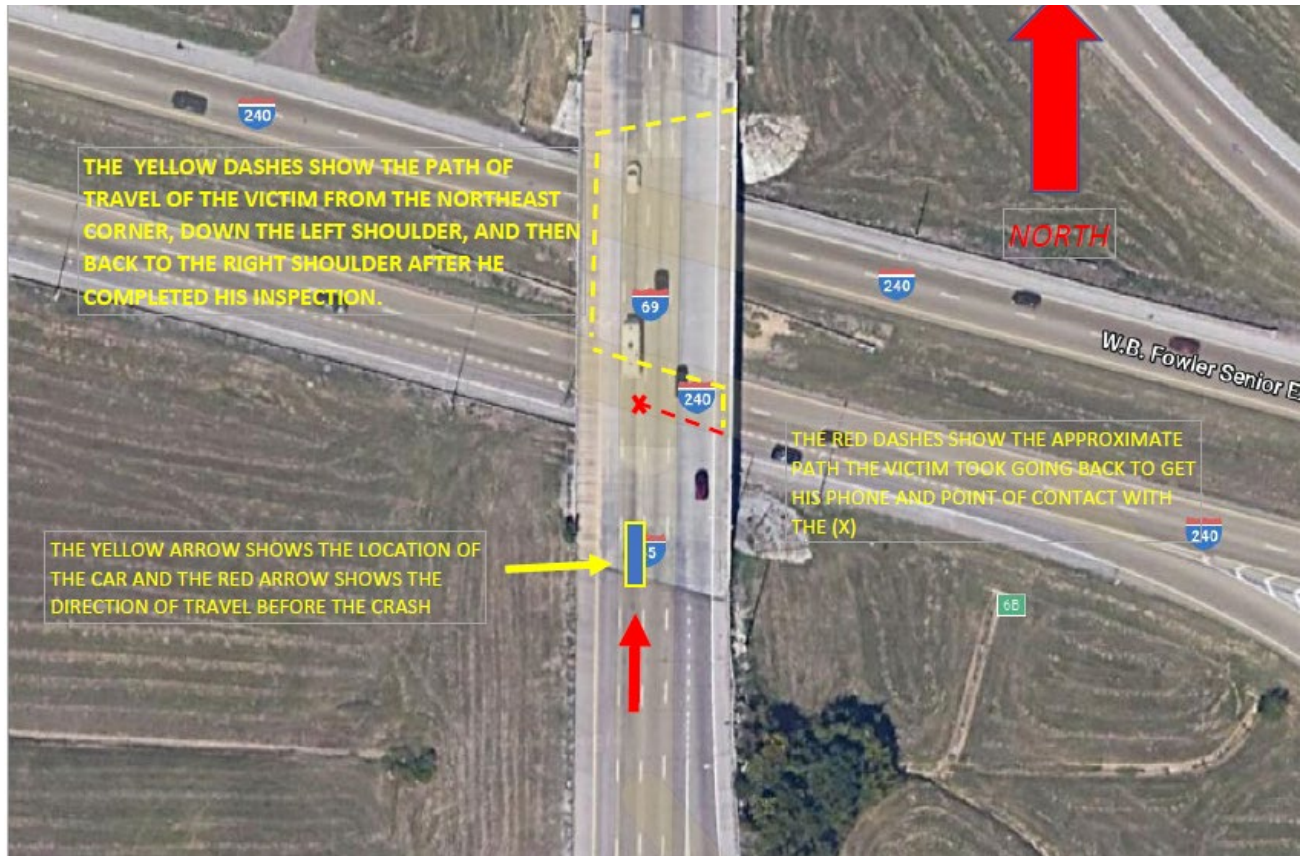 240
THE YELLOW DASHES SHOW THE PATH OF
TRAVEL OF THE VICTIM FROM THE NORTHEAST
CORNER, DOWN THE LEFT SHOULDER, AND THEN
BACK TO THE RIGHT SHOULDER AFTER HE
COMPLETED HIS INSPECTION.
NORTH
240
69
W.B. Fowler Senior E
240
THE RED DASHES SHOW THE APPROXIMATE
PATH THE VICTIM TOOK GOING BACK TO GET
HIS PHONE AND POINT OF CONTACT WITH
THE (X)
240
THE YELLOW ARROW SHOWS THE LOCATION OF
THE CAR AND THE RED ARROW SHOWS THE
DIRECTION OF TRAVEL BEFORE THE CRASH
5
6B